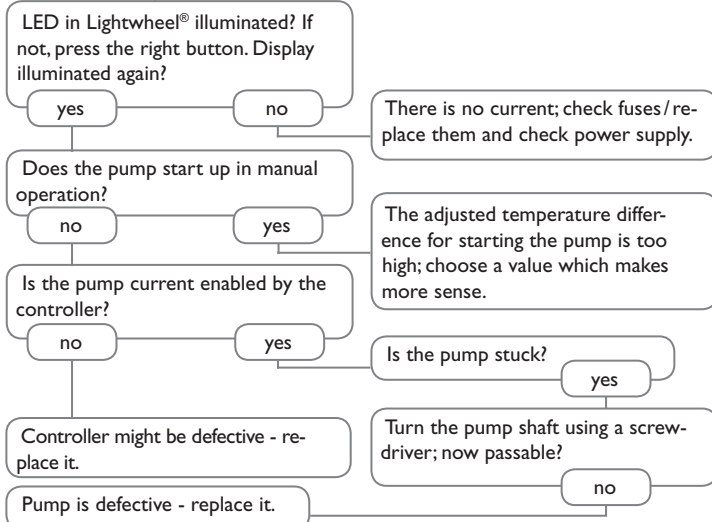 LED in Lightwheel® illuminated? If
not, press the right button. Display
illuminated again?
yes
no
There is no current; check fuses/re-
place them and check power supply.
Does the pump start up in manual
operation?
no
yes
The adjusted temperature differ-
ence for starting the pump is too
high; choose a value which makes
more sense.
Is the pump current enabled by the
controller?
no
yes
Is the pump stuck?
yes
Controller might be defective - re-
place it.
Turn the pump shaft using a screw-
driver; now passable?
no
Pump is defective - replace it.